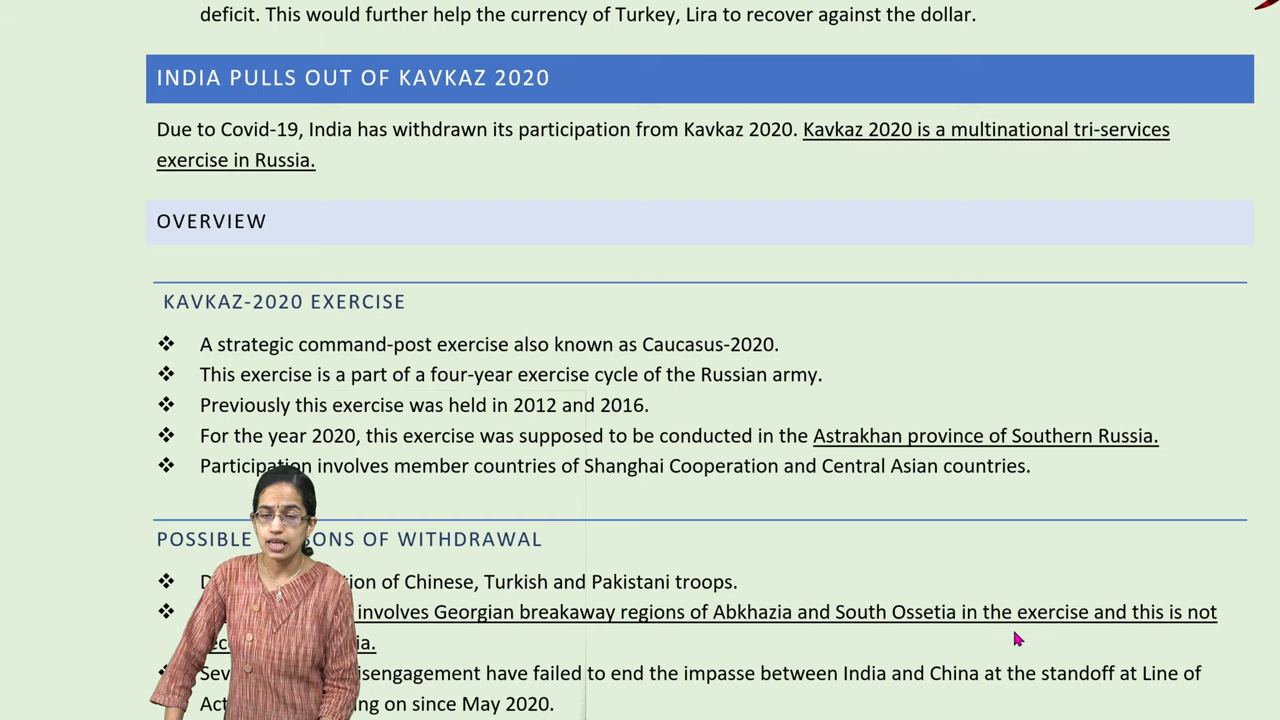 deficit. This would further help the currency of Turkey, Lira to recover against the dollar.
INDIA PULLS OUT OF KAVKAZ 2020
Due to Covid-19, India has withdrawn its participation from Kavkaz 2020. Kavkaz 2020 is a multinational tri-services
exercise in Russia.
OVERVIEW
KAVKAZ-2020 EXERCISE
❖ A strategic command-post exercise also known as Caucasus-2020.
❖ This exercise is a part of a four-year exercise cycle of the Russian army.
❖ Previously this exercise was held in 2012 and 2016.
❖ For the year 2020, this exercise was supposed to be conducted in the Astrakhan province of Southern Russia.
❖ Participation involves member countries of Shanghai Cooperation and Central Asian countries.
POSSIBLE OF WITHDRAWAL
❖ of Chinese, Turkish and Pakistani troops.
❖ involves Georgian breakaway regions of Abkhazia and South Ossetia in the exercise and this is not
disengagement have failed to end the impasse between India and China at the standoff at Line of
on since May 2020.